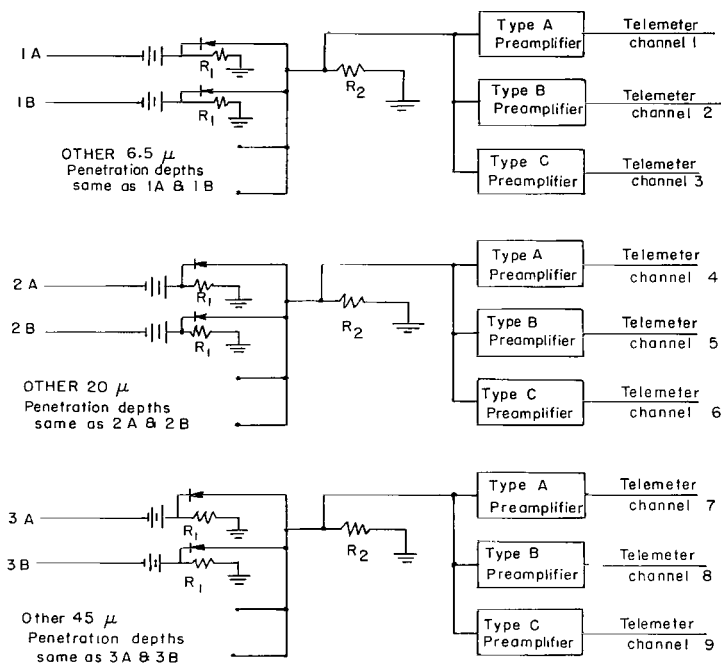 1A
R1
1B
R1
OTHER 6.5 μ
Penetration depths
same as 1A & 1B
R2
Type A
Preamplifier
Telemeter
channel 1
Type B
Preamplifier
Telemeter
channel 2
Type C
Preamplifier
Telemeter
channel 3
2A
R1
2B
R1
OTHER 20 μ
Penetration depths
same as 2A & 2B
R2
Type A
Preamplifier
Telemeter
channel 4
Type B
Preamplifier
Telemeter
channel 5
Type C
Preamplifier
Telemeter
channel 6
3A
R1
3B
R1
Other 45 μ
Penetration depths
same as 3A & 3B
R2
Type A
Preamplifier
Telemeter
channel 7
Type B
Preamplifier
Telemeter
channel 8
Type C
Preamplifier
Telemeter
channel 9